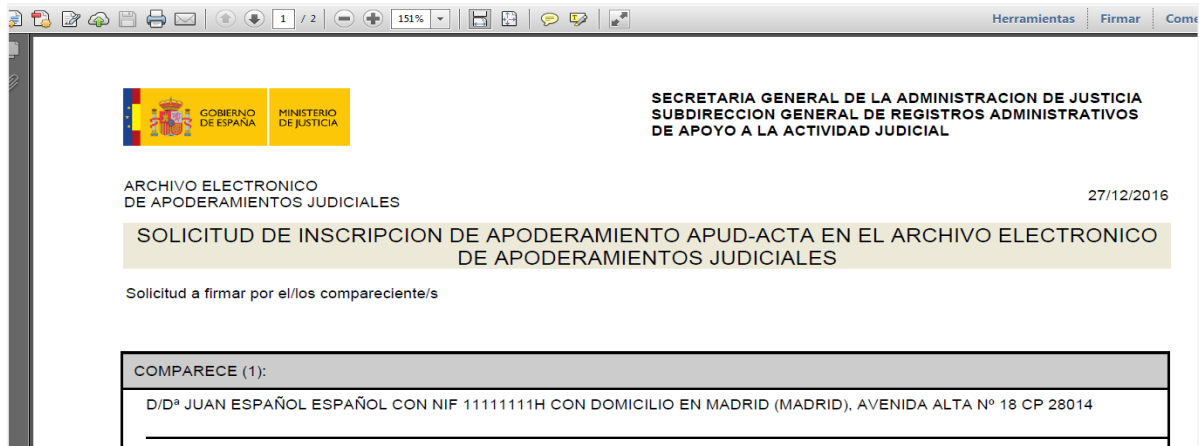 1 / 2
151%
Herramientas
Firmar
GOBIERNO
DE ESPAÑA
MINISTERIO
DE JUSTICIA
SECRETARIA GENERAL DE LA ADMINISTRACION DE JUSTICIA
SUBDIRECCION GENERAL DE REGISTROS ADMINISTRATIVOS
DE APOYO A LA ACTIVIDAD JUDICIAL
ARCHIVO ELECTRONICO
DE APODERAMIENTOS JUDICIALES
27/12/2016
SOLICITUD DE INSCRIPCION DE APODERAMIENTO APUD-ACTA EN EL ARCHIVO ELECTRONICO
DE APODERAMIENTOS JUDICIALES
Solicitud a firmar por el/los compareciente/s
COMPARECE (1):
D/Dª JUAN ESPAÑOL ESPAÑOL CON NIF 11111111H CON DOMICILIO EN MADRID (MADRID), AVENIDA ALTA Nº 18 CP 28014